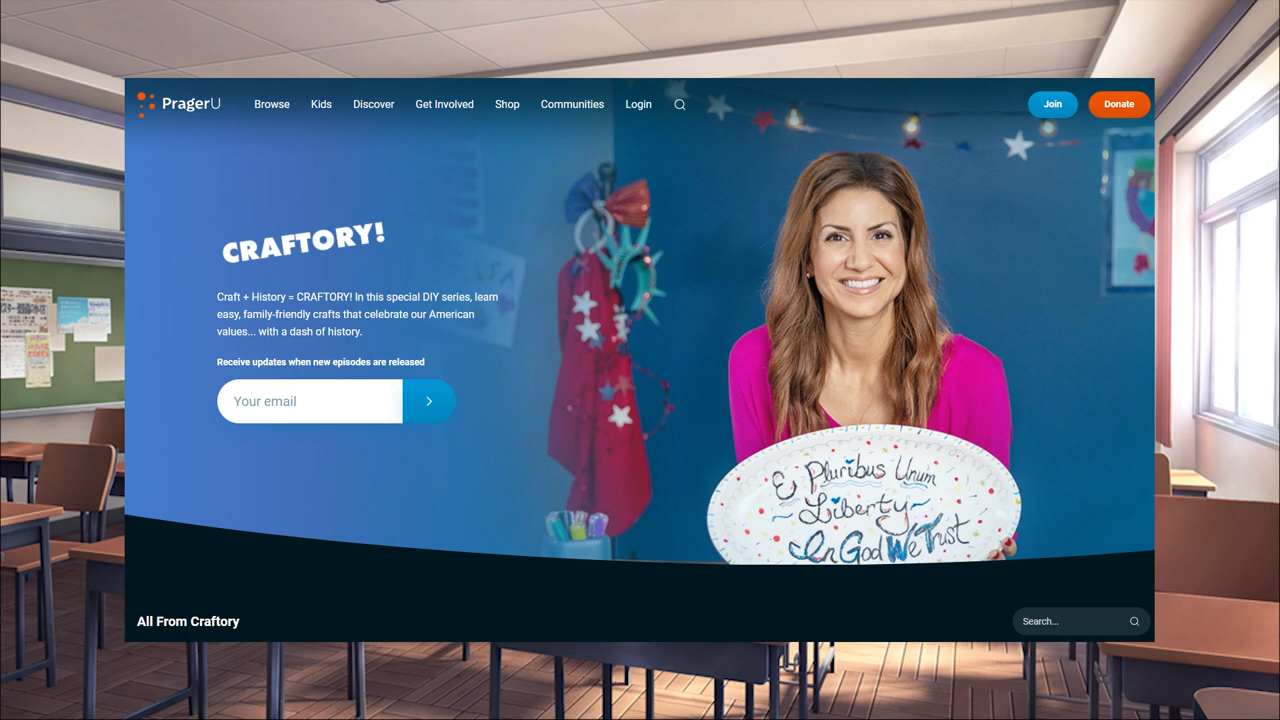 PragerU
Browse
Kids
Discover
Get Involved
Shop
Communities
Login
Join
Donate
CRAFTORY!
Craft + History = CRAFTORY! In this special DIY series, learn
easy, family-friendly crafts that celebrate our American
values... with a dash of history.
Receive updates when new episodes are released
Your email
USA
E Pluribus Unum
~Liberty~
In God We Trust
All From Craftory
Search...